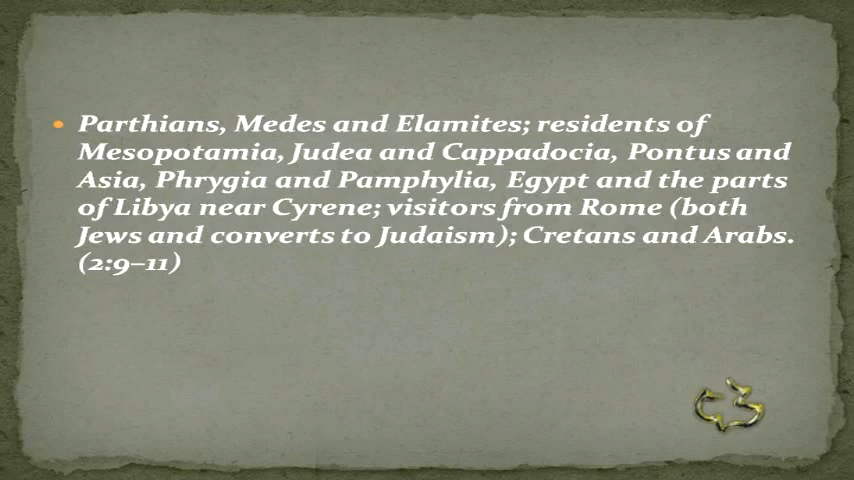 • Parthians, Medes and Elamites; residents of
Mesopotamia, Judea and Cappadocia, Pontus and
Asia, Phrygia and Pamphylia, Egypt and the parts
of Libya near Cyrene; visitors from Rome (both
Jews and converts to Judaism); Cretans and Arabs.
(2:9–11)